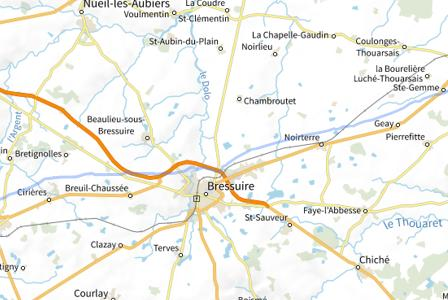 La Coudre
Nueil-les-Aubiers
Voulmentin
St-Clémentin
La Chapelle-Gaudin
St-Aubin-du-Plain
Noirlieu
Coulonges-
Thouarsais
la Bourelière
Luché-Thouarsais
Ste-Gemme
le Dolo
Chambroutet
l'Argent
Beaulieu-sous-
Bressuire
Geay
Noirterre
Pierrefitte
Bretignolles
Bressuire
Cirières
Breuil-Chaussée
St-Sauveur
Faye-l'Abbesse
le Thouaret
Clazay
Terves
Chiché
Courlay